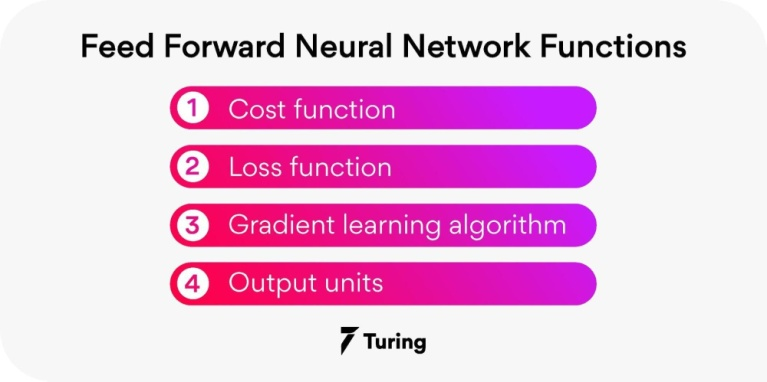 Feed Forward Neural Network Functions
1 Cost function
2 Loss function
3 Gradient learning algorithm
4 Output units
Turing